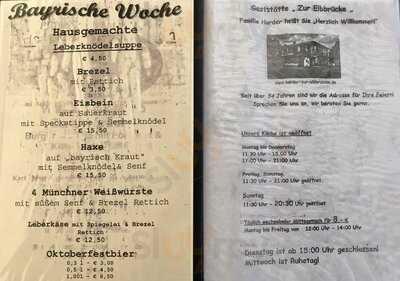 Bayrische Woche
Hausgemachte
Leberknödelsuppe
€ 4,50
Brezel
mit Rettich
€ 3,50
Eisbein
auf Sauerkraut
mit Speckstippe & Semmelknödel
€ 15,50
Haxe
auf "bayrisch Kraut"
mit Semmelknödel& Senf
€ 15,50
4 Münchner Weißwürste
mit süßem Senf & Brezel Rettich
€ 12,50
Leberkäse mit Spiegelei & Brezel
Rettich
€ 12,50
Oktoberfestbier
0,3 l - € 3,00
0,5 l - € 4,50
1,00l - € 8,50
Gaststätte „Zur Elbbrücke"
Familie Harder heißt Sie „Herzlich Willkommen!"
Seit über 54 Jahren sind wir die Adresse für Ihre Feiern!
Sprechen Sie uns an, wir beraten Sie gerne.
Unsere Küche ist geöffnet:
Montag bis Donnerstag
11:30 Uhr - 15:00 Uhr
17:00 Uhr - 21:00 Uhr
Freitag, Samstag
11:30 Uhr - 21:00 Uhr geöffnet
Sonntag
11:30 Uhr - 20:30 Uhr geöffnet
Täglich wechselnder Mittagstisch für 8,- €
Montag bis Freitag von 12:00 Uhr - 14:00 Uhr
Dienstag ist ab 15:00 Uhr geschlossen!
Mittwoch ist Ruhetag!